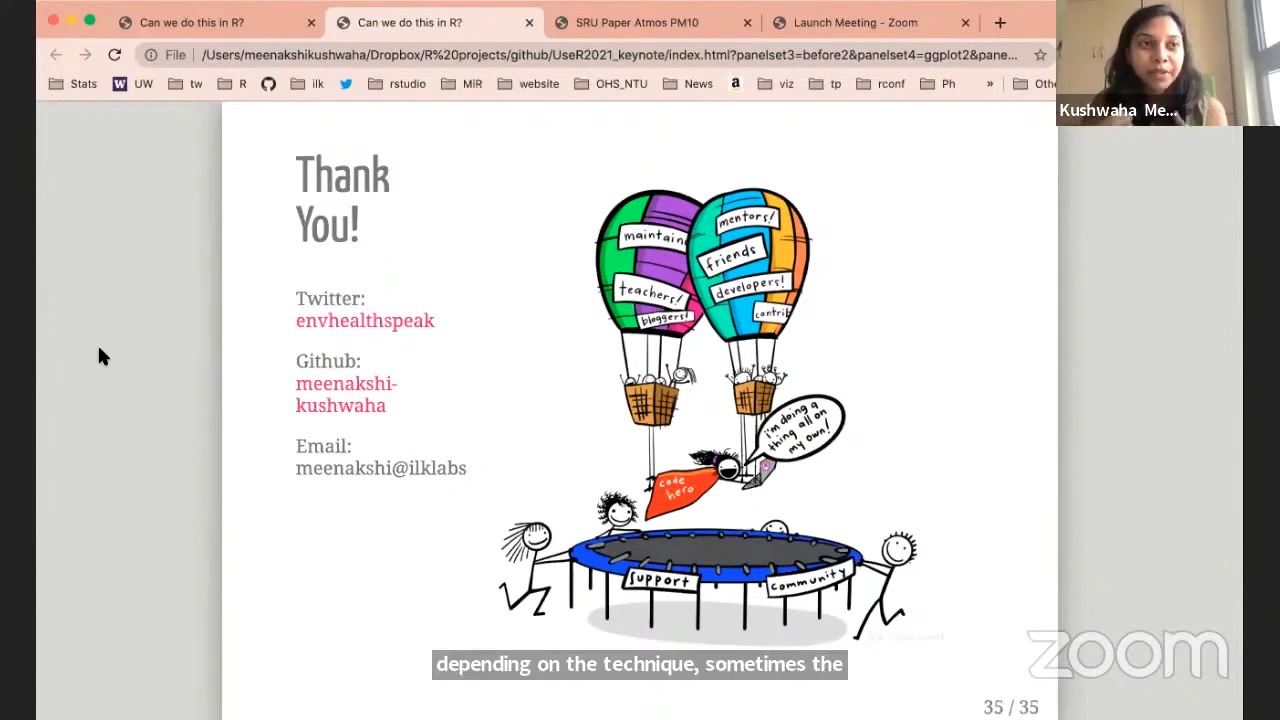 Can we do this in R?
Can we do this in R?
SRU Paper Atmos PM10
Launch Meeting - Zoom
File
/Users/meenakshikushwaha/Dropbox/R%20projects/github/UseR2021_keynote/index.html?panelset3=before2&panelset4=ggplot2&pane...
Stats
W UW
tw
R
ilk
rstudio
MiR
website
OHS_NTU
News
a
viz
tp
rconf
Ph
»
Othe
Kushwaha Me...
Thank
You!
Twitter:
envhealthspeak
Github:
meenakshi-
kushwaha
Email:
meenakshi@ilklabs
maintain
teachers!
bloggers!
mentors!
friends
developers!
contrib
I'm doing a
thing all on
my own!
code
hero
support
community
depending on the technique, sometimes the
zoom
35 / 35